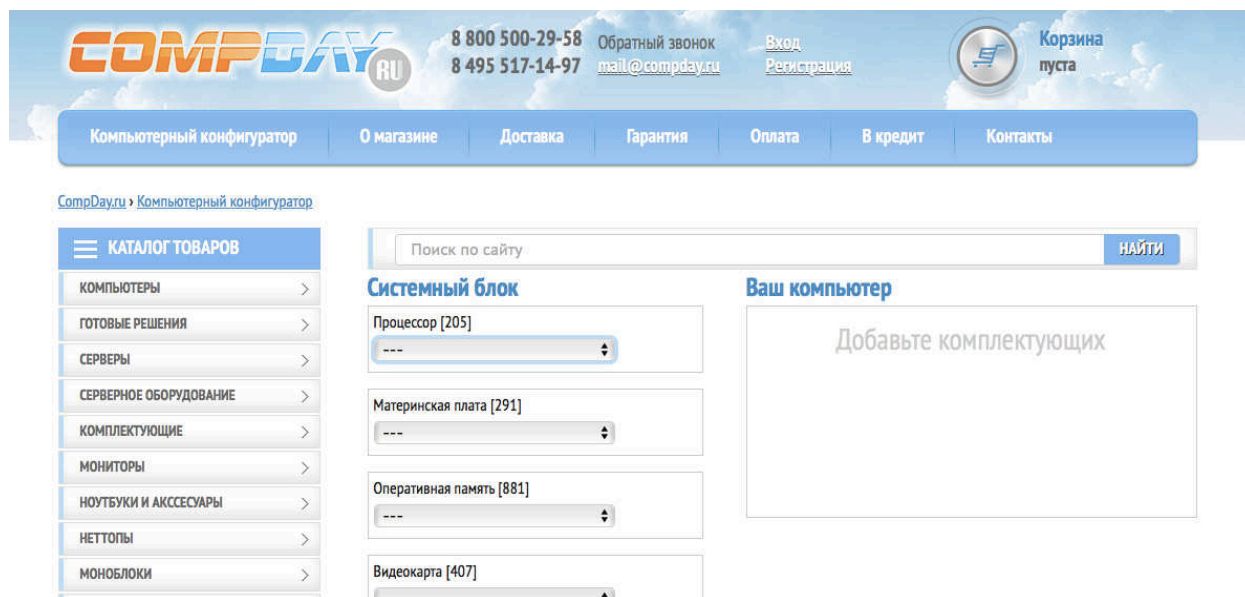 COMPDAY RU
8 800 500-29-58
8 495 517-14-97
Обратный звонок
mail@compday.ru
Вход
Регистрация
Корзина
пуста
Компьютерный конфигуратор
О магазине
Доставка
Гарантия
Оплата
В кредит
Контакты
CompDay.ru › Компьютерный конфигуратор
КАТАЛОГ ТОВАРОВ
КОМПЬЮТЕРЫ
ГОТОВЫЕ РЕШЕНИЯ
СЕРВЕРЫ
СЕРВЕРНОЕ ОБОРУДОВАНИЕ
КОМПЛЕКТУЮЩИЕ
МОНИТОРЫ
НОУТБУКИ И АКССЕСУАРЫ
НЕТТОПЫ
МОНОБЛОКИ
Поиск по сайту
НАЙТИ
Системный блок
Процессор [205]
---
Материнская плата [291]
---
Оперативная память [881]
---
Видеокарта [407]
Ваш компьютер
Добавьте комплектующих